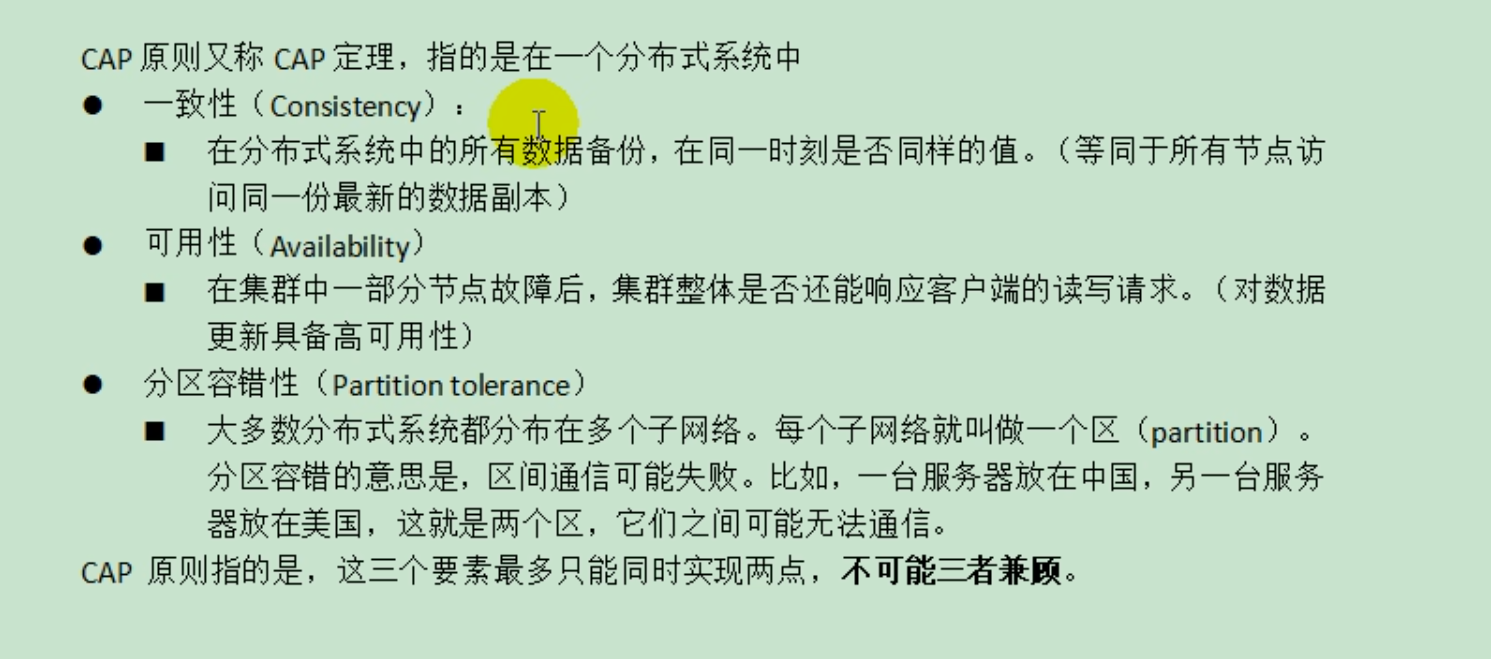 CAP 原则又称 CAP 定理，指的是在一个分布式系统中
● 一致性（Consistency）：
■ 在分布式系统中的所有数据备份，在同一时刻是否同样的值。（等同于所有节点访
问同一份最新的数据副本）
● 可用性（Availability）
■ 在集群中一部分节点故障后，集群整体是否还能响应客户端的读写请求。（对数据
更新具备高可用性）
● 分区容错性（Partition tolerance）
■ 大多数分布式系统都分布在多个子网络。每个子网络就叫做一个区（partition）。
分区容错的意思是，区间通信可能失败。比如，一台服务器放在中国，另一台服务
器放在美国，这就是两个区，它们之间可能无法通信。
CAP 原则指的是，这三个要素最多只能同时实现两点，不可能三者兼顾。